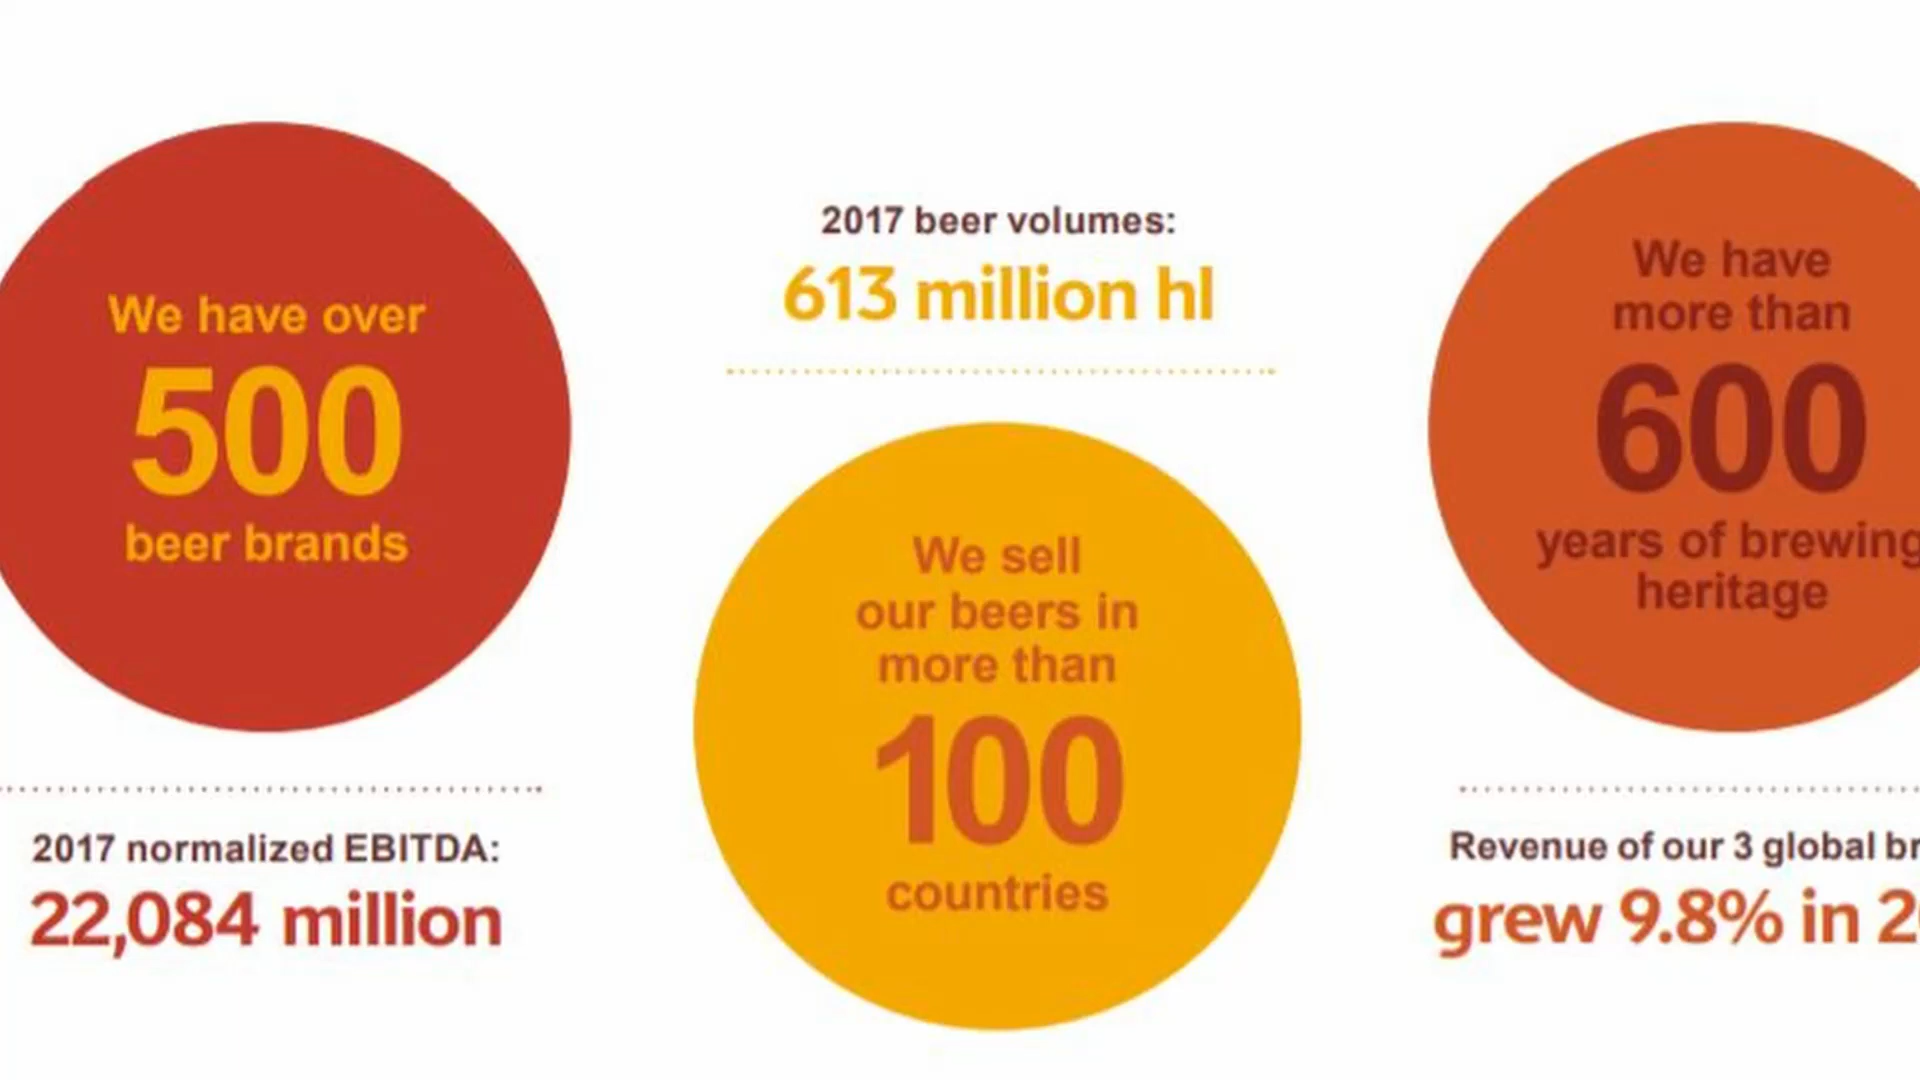 We have over
500
beer brands
2017 normalized EBITDA:
22,084 million
2017 beer volumes:
613 million hl
We sell
our beers in
more than
100
countries
We have
more than
600
years of brewing
heritage
Revenue of our 3 global
grew 9.8% in